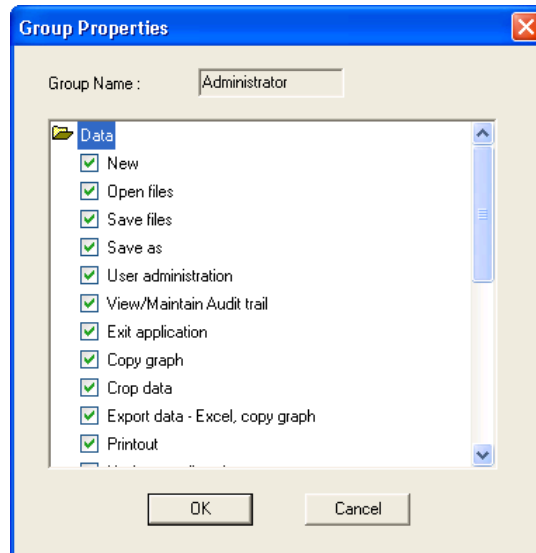 Group Properties
Group Name :
Administrator
Data
New
Open files
Save files
Save as
User administration
View/Maintain Audit trail
Exit application
Copy graph
Crop data
Export data - Excel, copy graph
Printout
OK
Cancel